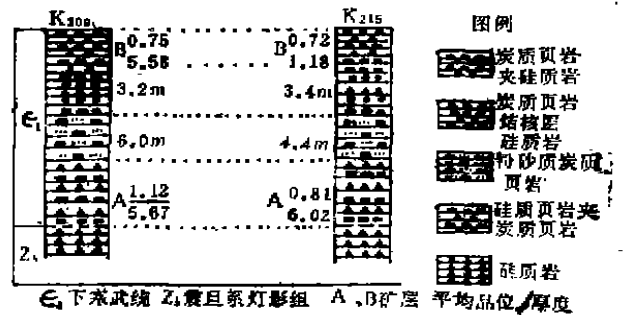 K₂₀₉ K₂₁₅ 图例
B 0.75 B 0.72
5.58 1.18
3.2m 3.4m
Є₁
6.0m 4.4m
A 1.12 A 0.81
5.67 6.02
Z₁
炭质页岩
夹硅质岩
炭质页岩
结核层
硅质岩
粉砂质炭质
页岩
硅质页岩夹
炭质页岩
硅质岩
Є₁下寒武统 Z₁震旦系灯影组 A、B矿层 平均品位/厚度